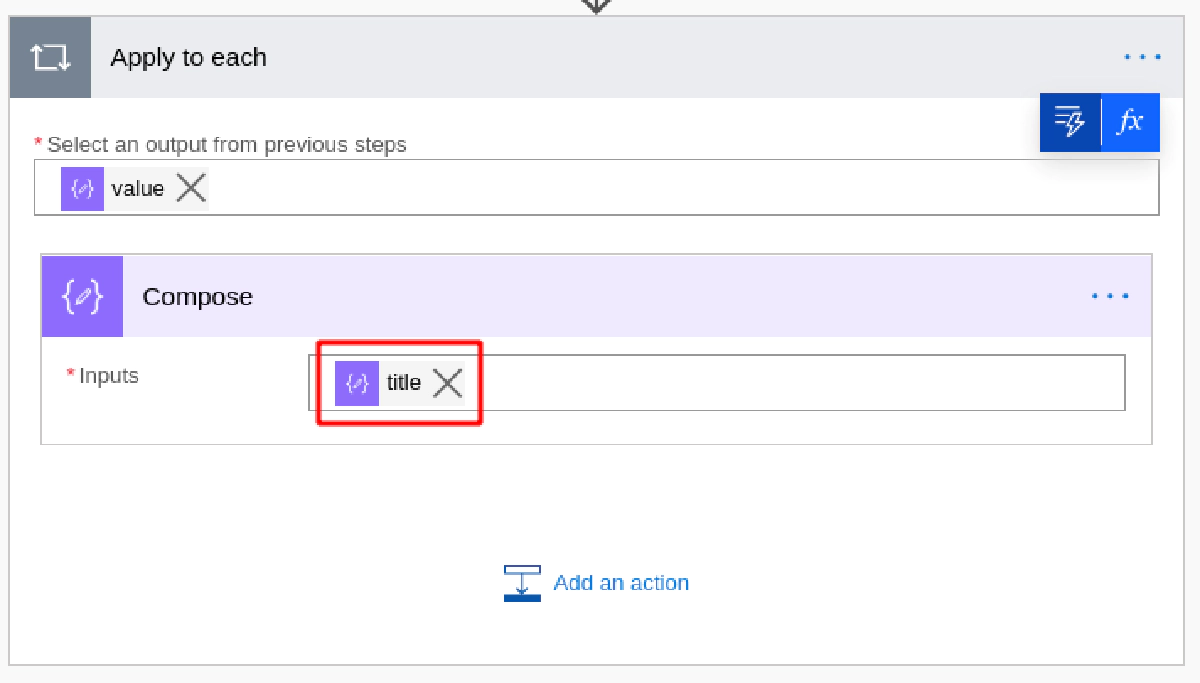 Apply to each
fx
* Select an output from previous steps
value
Compose
* Inputs
title
Add an action